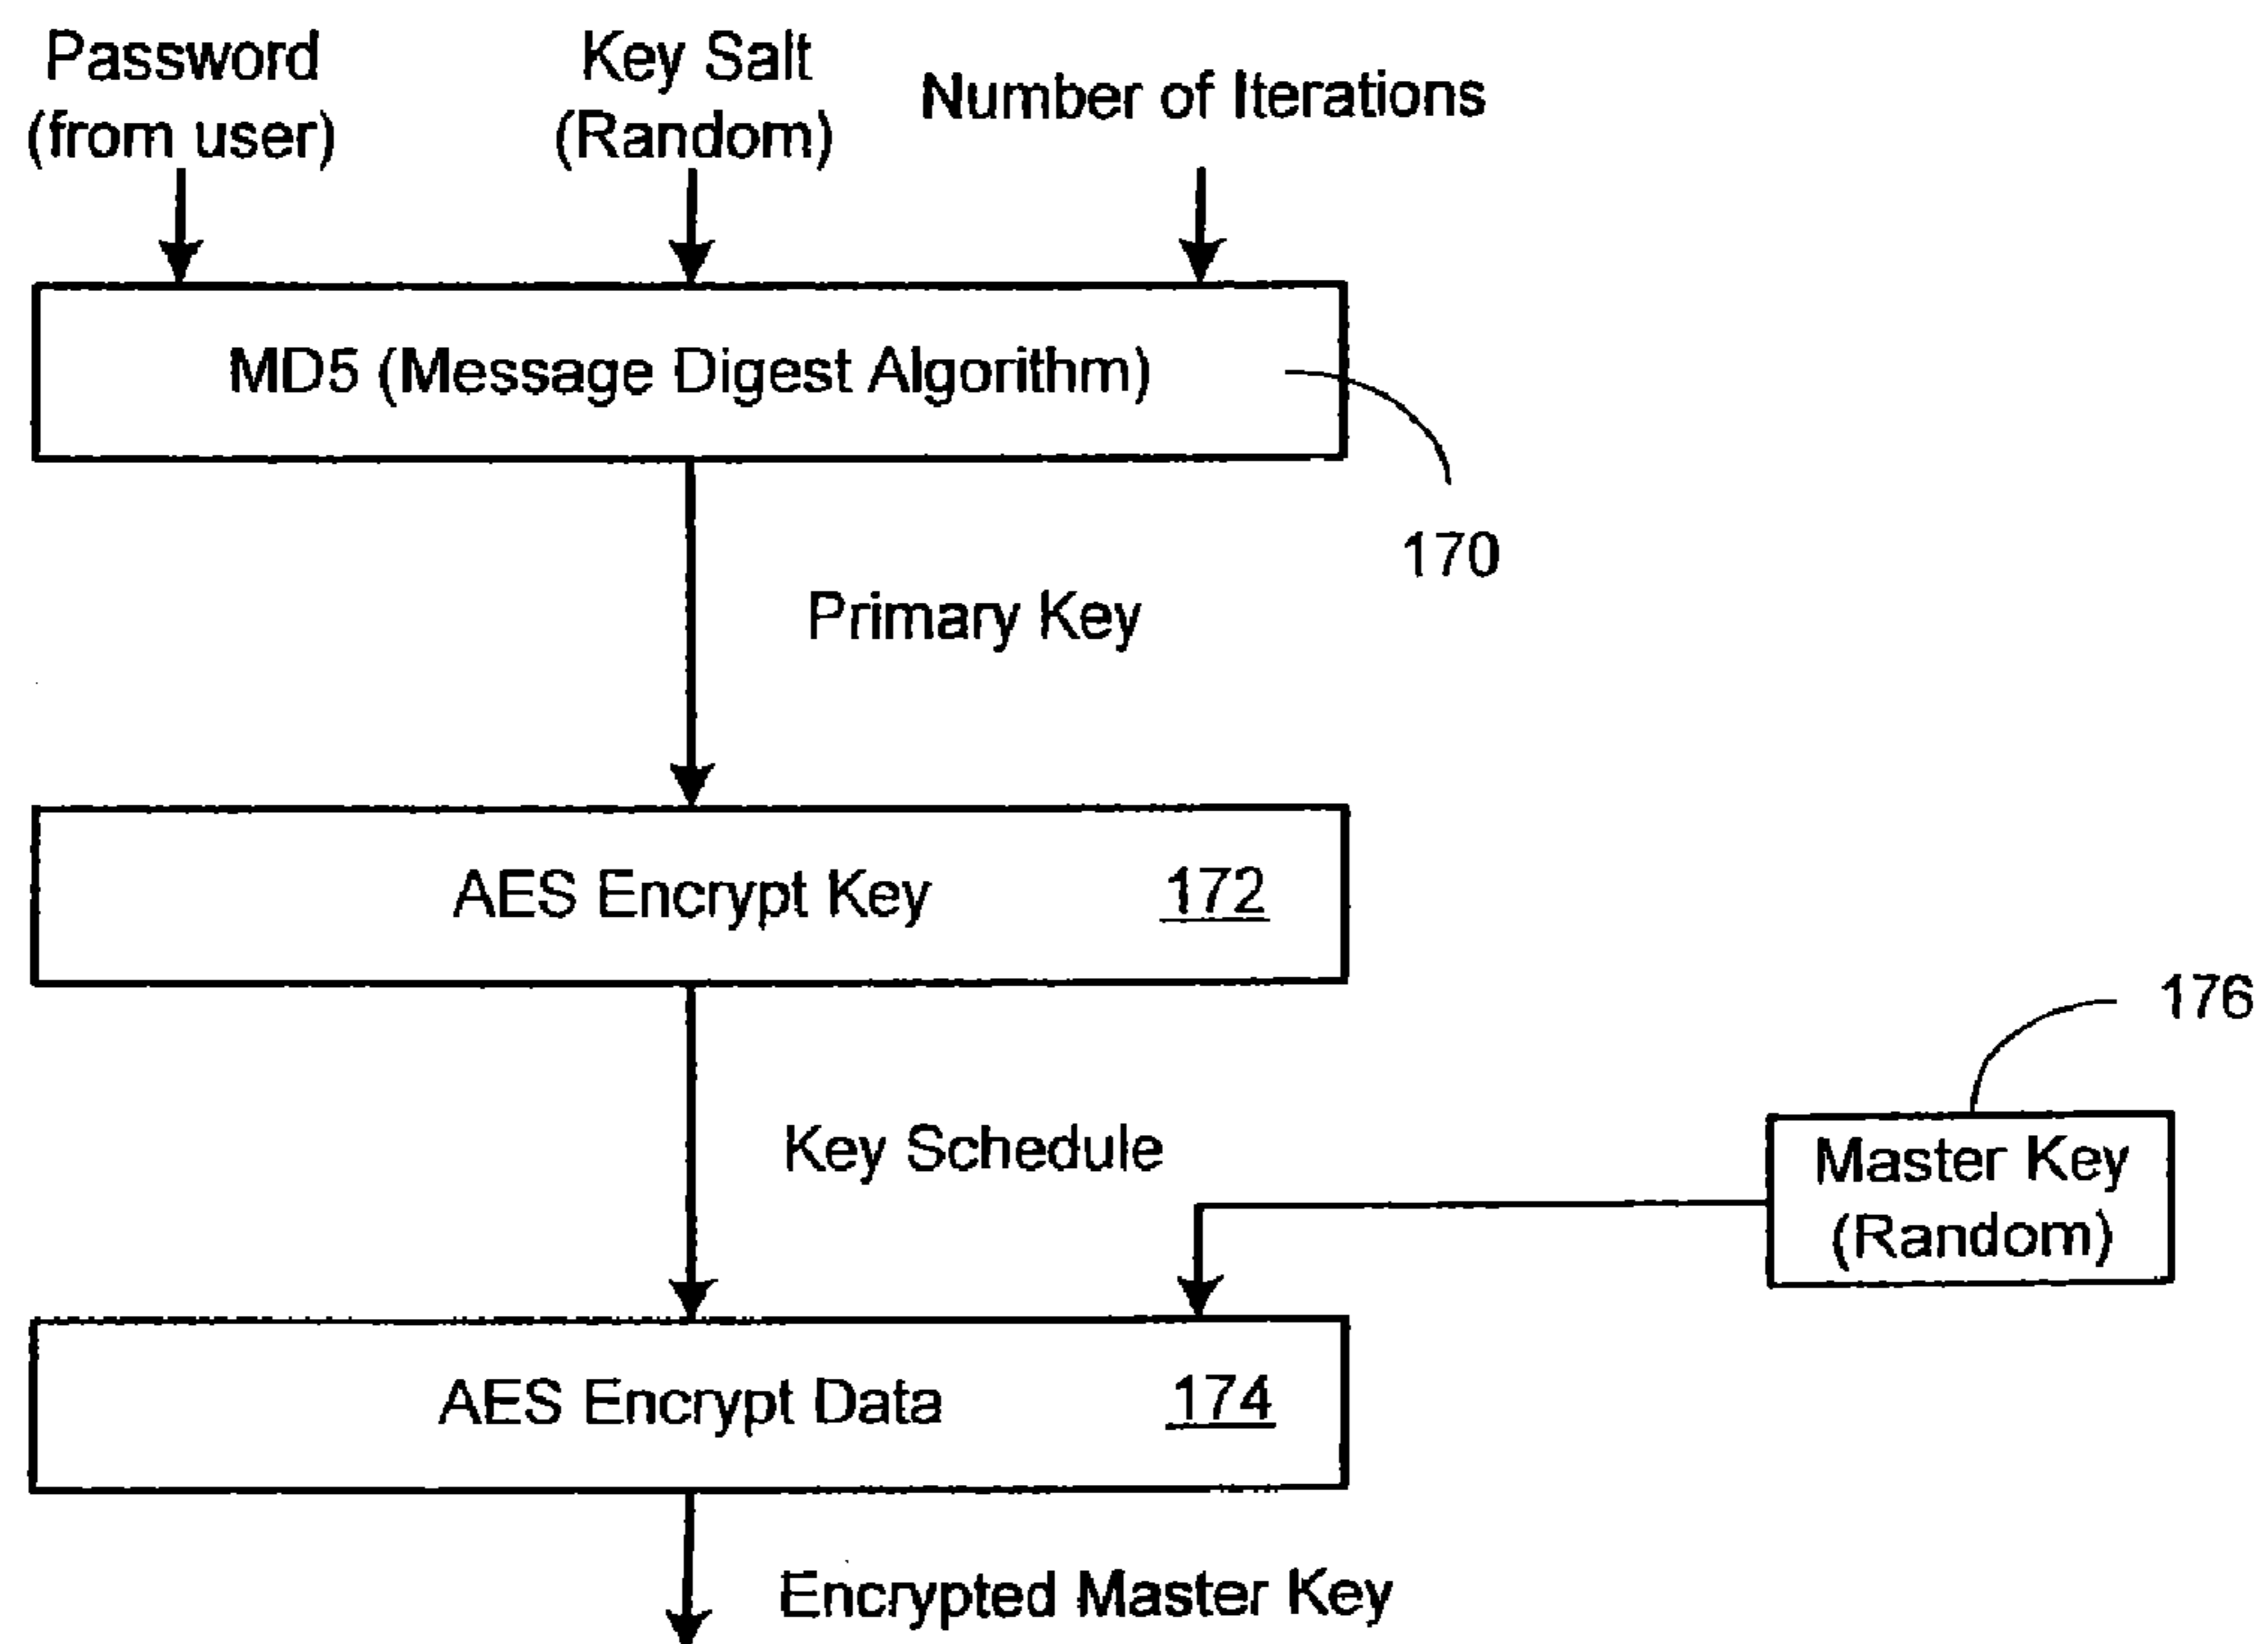 Password
(from user)
Key Salt
(Random)
Number of Iterations
MD5 (Message Digest Algorithm)
170
Primary Key
AES Encrypt Key 172
176
Key Schedule
Master Key
(Random)
AES Encrypt Data 174
Encrypted Master Key